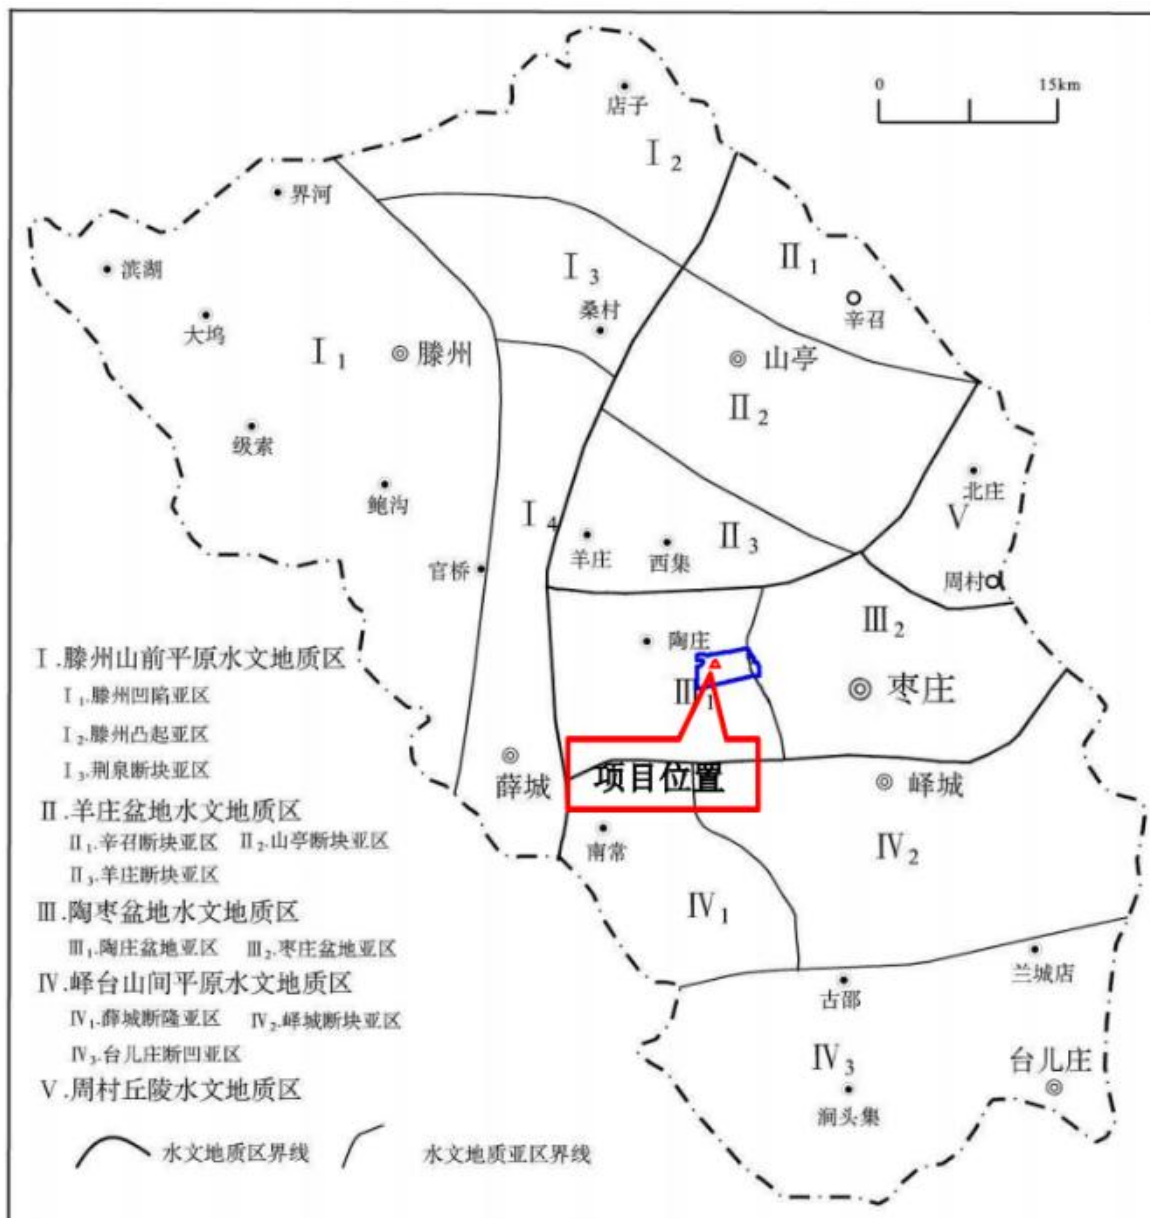 0 15km
店子
Ⅰ₂
界河
Ⅱ₁
滨湖
Ⅰ₃
辛召
大坞
桑村
Ⅰ₁
滕州
山亭
Ⅱ₂
级素
北庄
鲍沟
Ⅴ
Ⅰ₄
羊庄
西集
Ⅱ₃
官桥
周村
Ⅲ₂
陶庄
枣庄
Ⅲ₁
项目位置
薛城
峄城
南常
Ⅳ₂
Ⅳ₁
兰城店
古邵
Ⅳ₃
台儿庄
涧头集
Ⅰ.滕州山前平原水文地质区
Ⅰ₁.滕州凹陷亚区
Ⅰ₂.滕州凸起亚区
Ⅰ₃.荆泉断块亚区
Ⅱ.羊庄盆地水文地质区
Ⅱ₁.辛召断块亚区 Ⅱ₂.山亭断块亚区
Ⅱ₃.羊庄断块亚区
Ⅲ.陶枣盆地水文地质区
Ⅲ₁.陶庄盆地亚区 Ⅲ₂.枣庄盆地亚区
Ⅳ.峄台山间平原水文地质区
Ⅳ₁.薛城断隆亚区 Ⅳ₂.峄城断块亚区
Ⅳ₃.台儿庄断凹亚区
Ⅴ.周村丘陵水文地质区
水文地质区界线 水文地质亚区界线